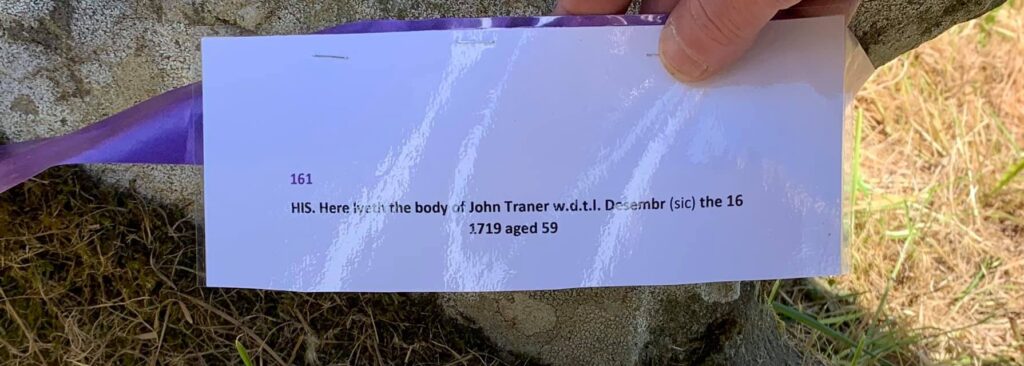 161
HIS. Here lyeth the body of John Traner w.d.t.l. Desembr (sic) the 16
1719 aged 59